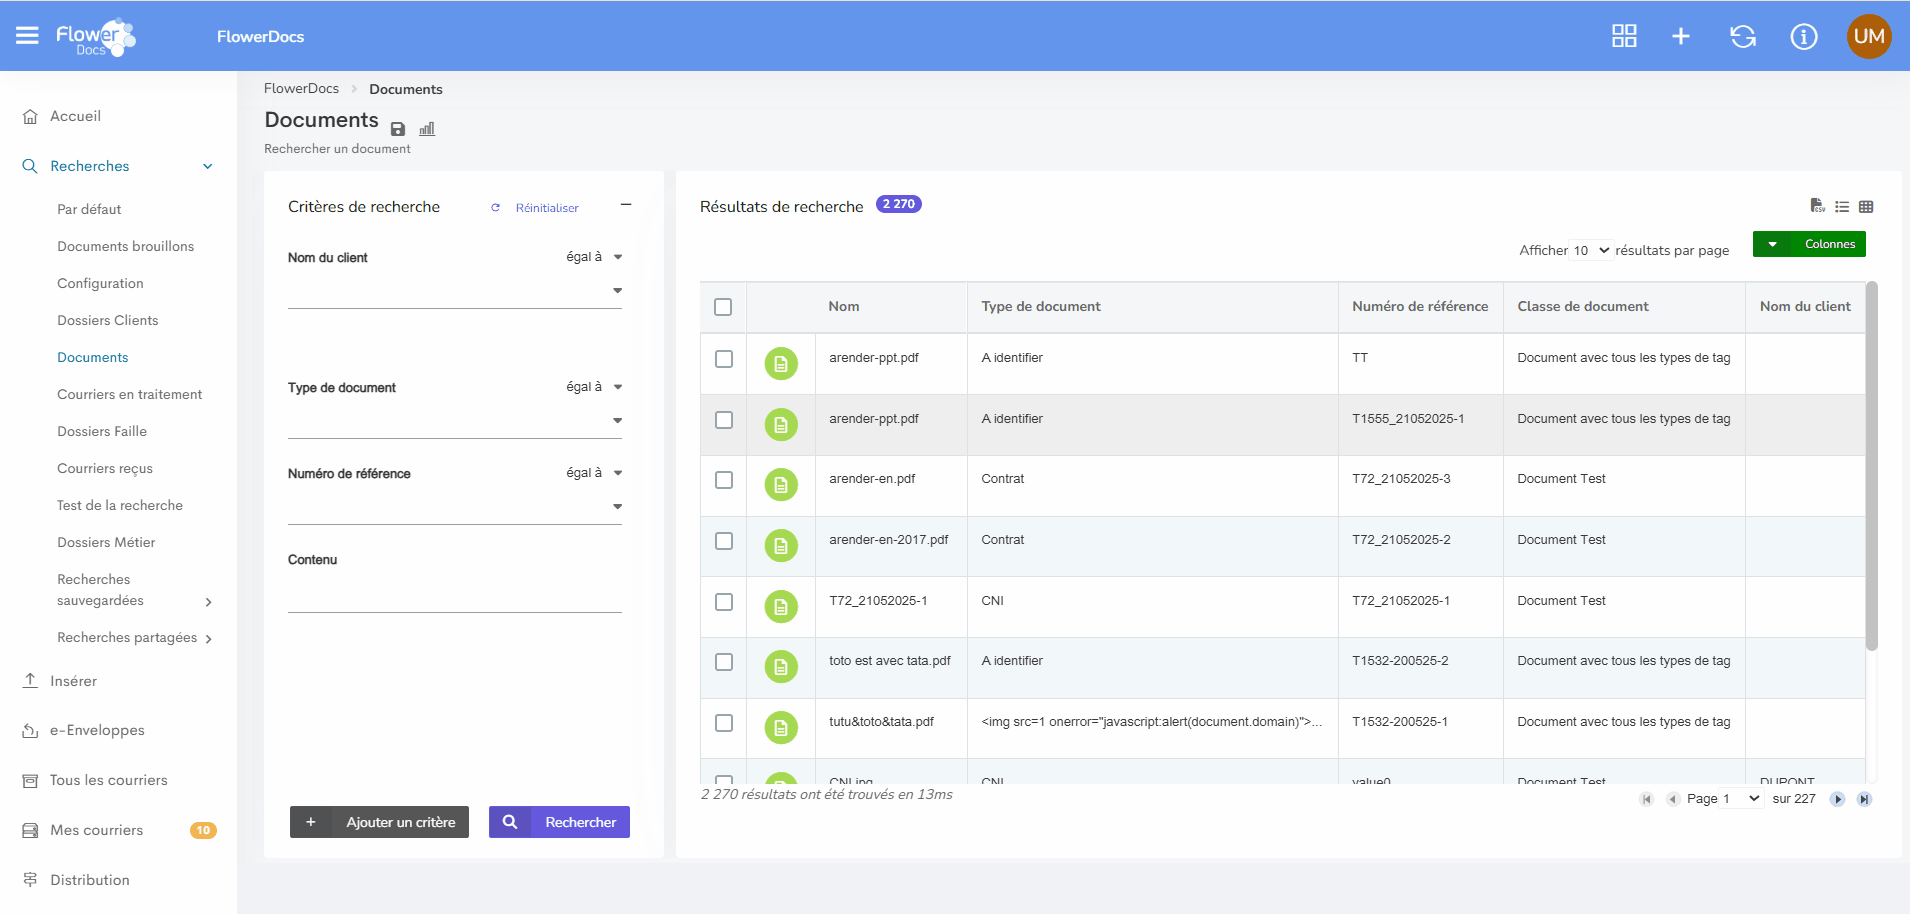 Flower
Docs
FlowerDocs
UM
Accueil
Recherches
Par défaut
Documents brouillons
Configuration
Dossiers Clients
Documents
Courriers en traitement
Dossiers Faille
Courriers reçus
Test de la recherche
Dossiers Métier
Recherches
sauvegardées
Recherches partagées
Insérer
e-Enveloppes
Tous les courriers
Mes courriers 10
Distribution
FlowerDocs > Documents
Documents
Rechercher un document
Critères de recherche Réinitialiser
Nom du client égal à
Type de document égal à
Numéro de référence égal à
Contenu
+ Ajouter un critère Rechercher
Résultats de recherche 2 270
CSV
Afficher 10 résultats par page Colonnes
Nom Type de document Numéro de référence Classe de document Nom du client
arender-ppt.pdf A identifier TT Document avec tous les types de tag
arender-ppt.pdf A identifier T1555_21052025-1 Document avec tous les types de tag
arender-en.pdf Contrat T72_21052025-3 Document Test
arender-en-2017.pdf Contrat T72_21052025-2 Document Test
T72_21052025-1 CNI T72_21052025-1 Document Test
toto est avec tata.pdf A identifier T1532-200525-2 Document avec tous les types de tag
tutu&toto&tata.pdf <img src=1 onerror="javascript:alert(document.domain)">... T1532-200525-1 Document avec tous les types de tag
CNI.jpg CNI value0 Document Test DUPONT
2 270 résultats ont été trouvés en 13ms
Page 1 sur 227